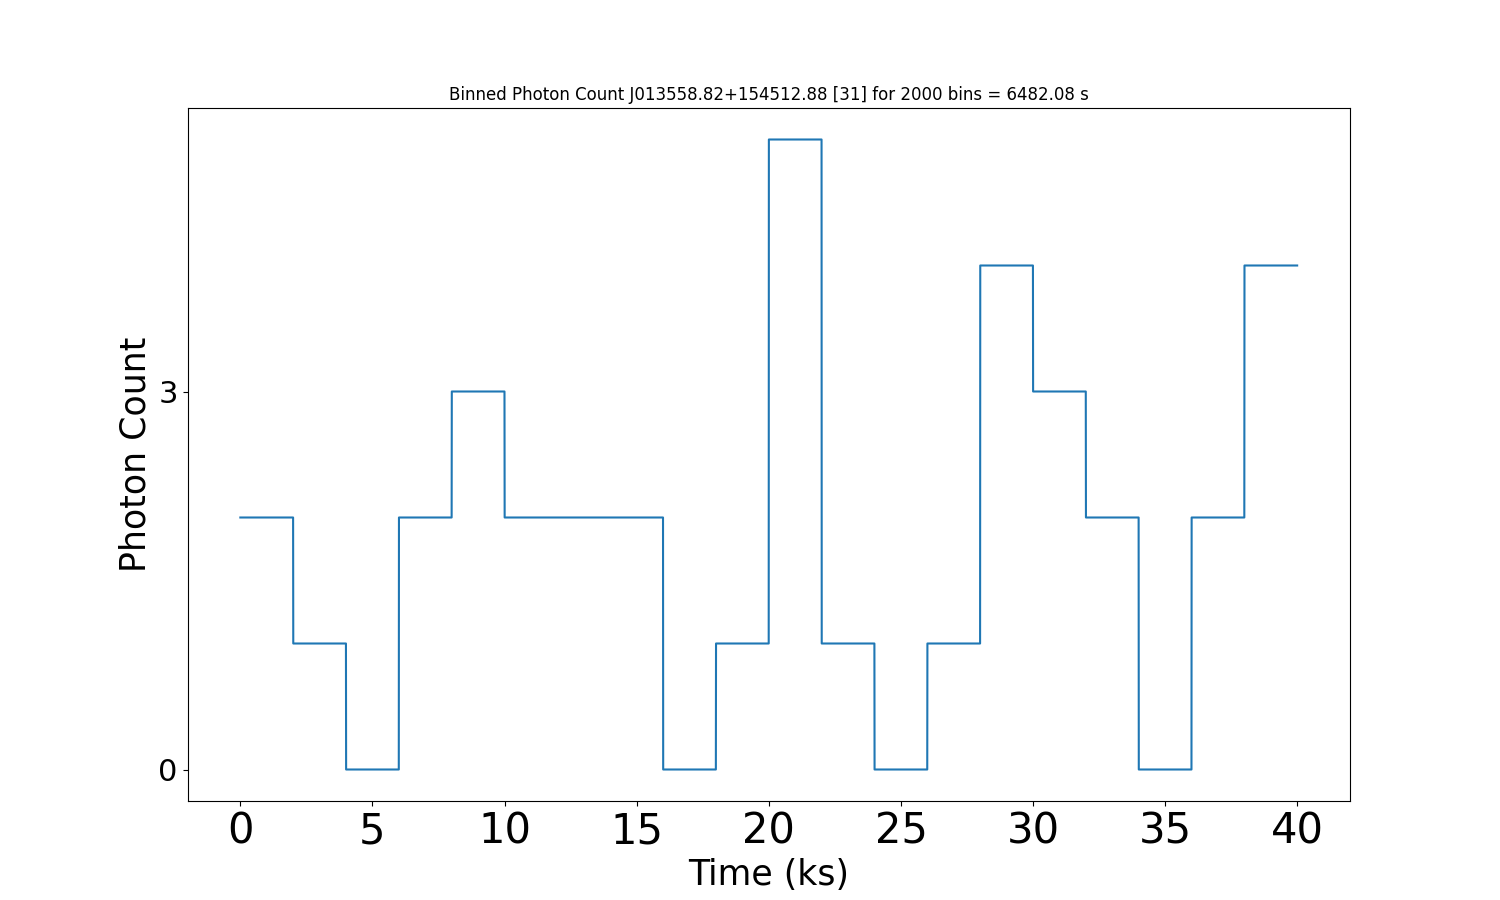 Binned Photon Count J013558.82+154512.88 [31] for 2000 bins = 6482.08 s
Photon Count
3
0
0 5 10 15 20 25 30 35 40
Time (ks)